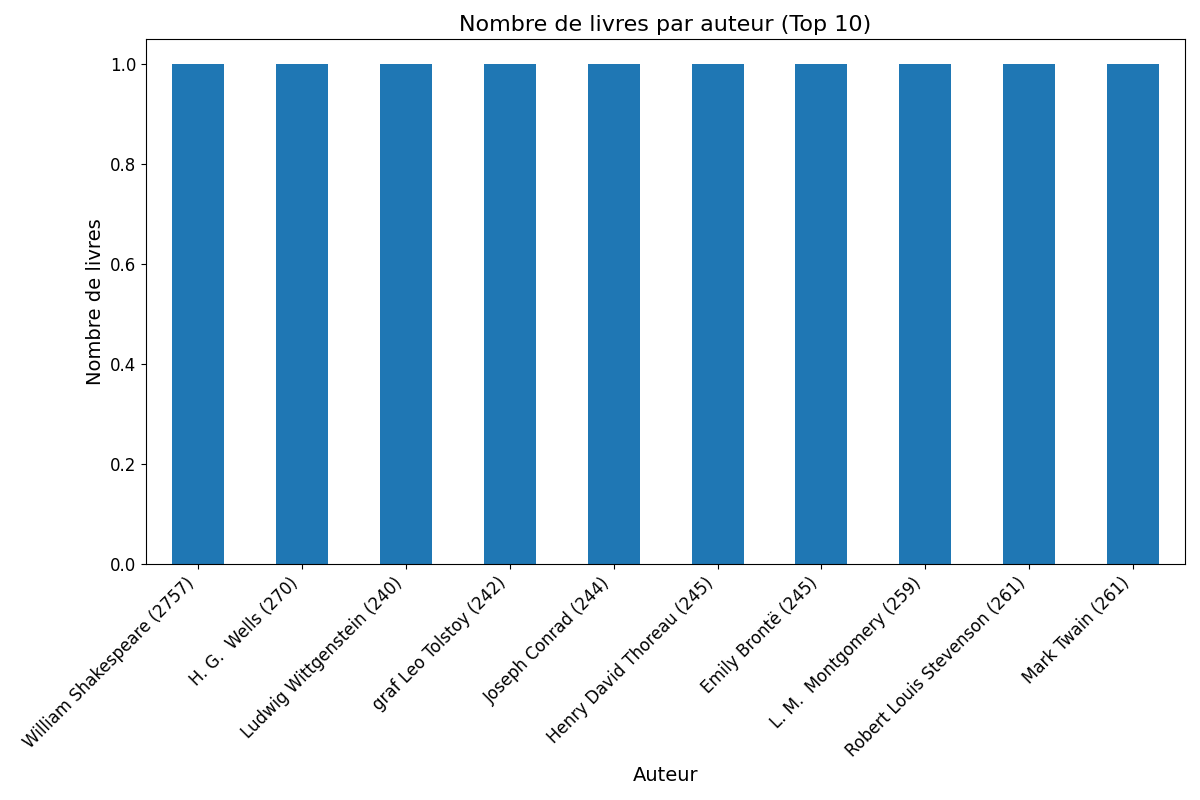 Nombre de livres par auteur (Top 10)
Nombre de livres
1.0
0.8
0.6
0.4
0.2
0.0
William Shakespeare (2757)
H. G.  Wells (270)
Ludwig Wittgenstein (240)
graf Leo Tolstoy (242)
Joseph Conrad (244)
Henry David Thoreau (245)
Emily Brontë (245)
L. M.  Montgomery (259)
Robert Louis Stevenson (261)
Mark Twain (261)
Auteur